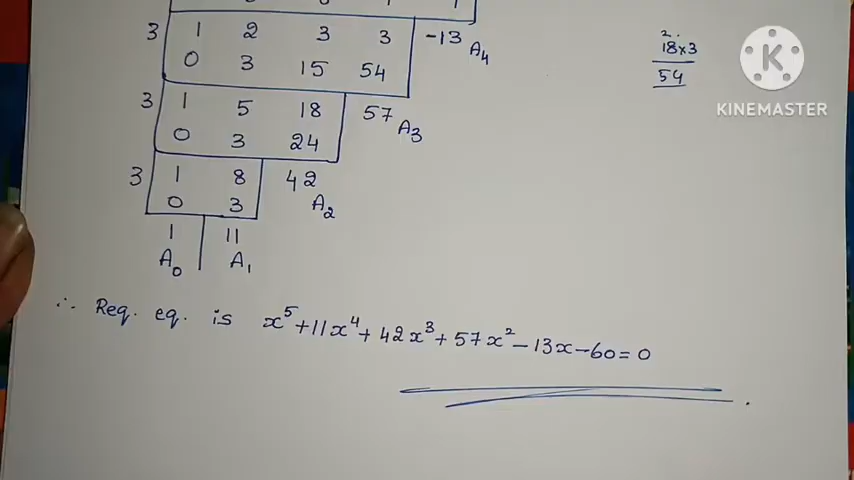 3 1 2 3 3 -13 A4
0 3 15 54
3 1 5 18 57 A3
0 3 24
3 1 8 42 A2
0 3
1 11
A0 A1
2
18x3
54
K
KINEMASTER
∴ Req. eq. is x⁵ + 11x⁴ + 42x³ + 57x² - 13x - 60 = 0